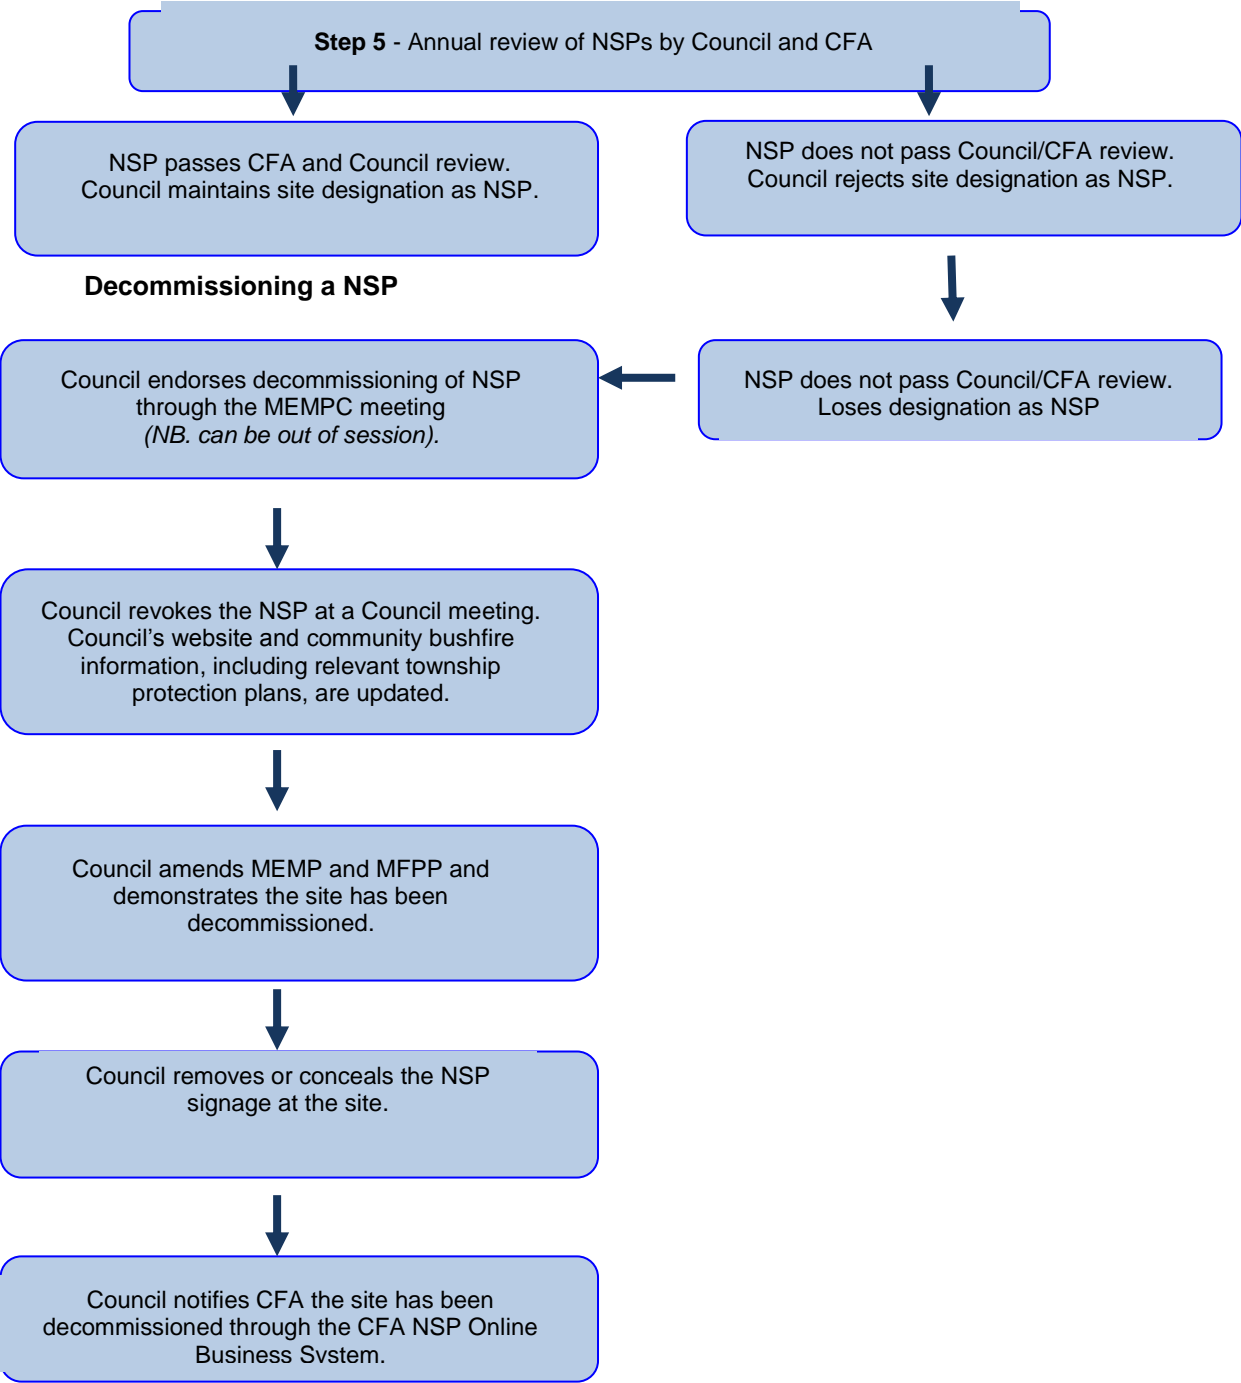 Step 5 - Annual review of NSPs by Council and CFA
NSP passes CFA and Council review.
Council maintains site designation as NSP.
NSP does not pass Council/CFA review.
Council rejects site designation as NSP.
Decommissioning a NSP
NSP does not pass Council/CFA review.
Loses designation as NSP
Council endorses decommissioning of NSP
through the MEMPC meeting
(NB. can be out of session).
Council revokes the NSP at a Council meeting.
Council’s website and community bushfire
information, including relevant township
protection plans, are updated.
Council amends MEMP and MFPP and
demonstrates the site has been
decommissioned.
Council removes or conceals the NSP
signage at the site.
Council notifies CFA the site has been
decommissioned through the CFA NSP Online
Business System.